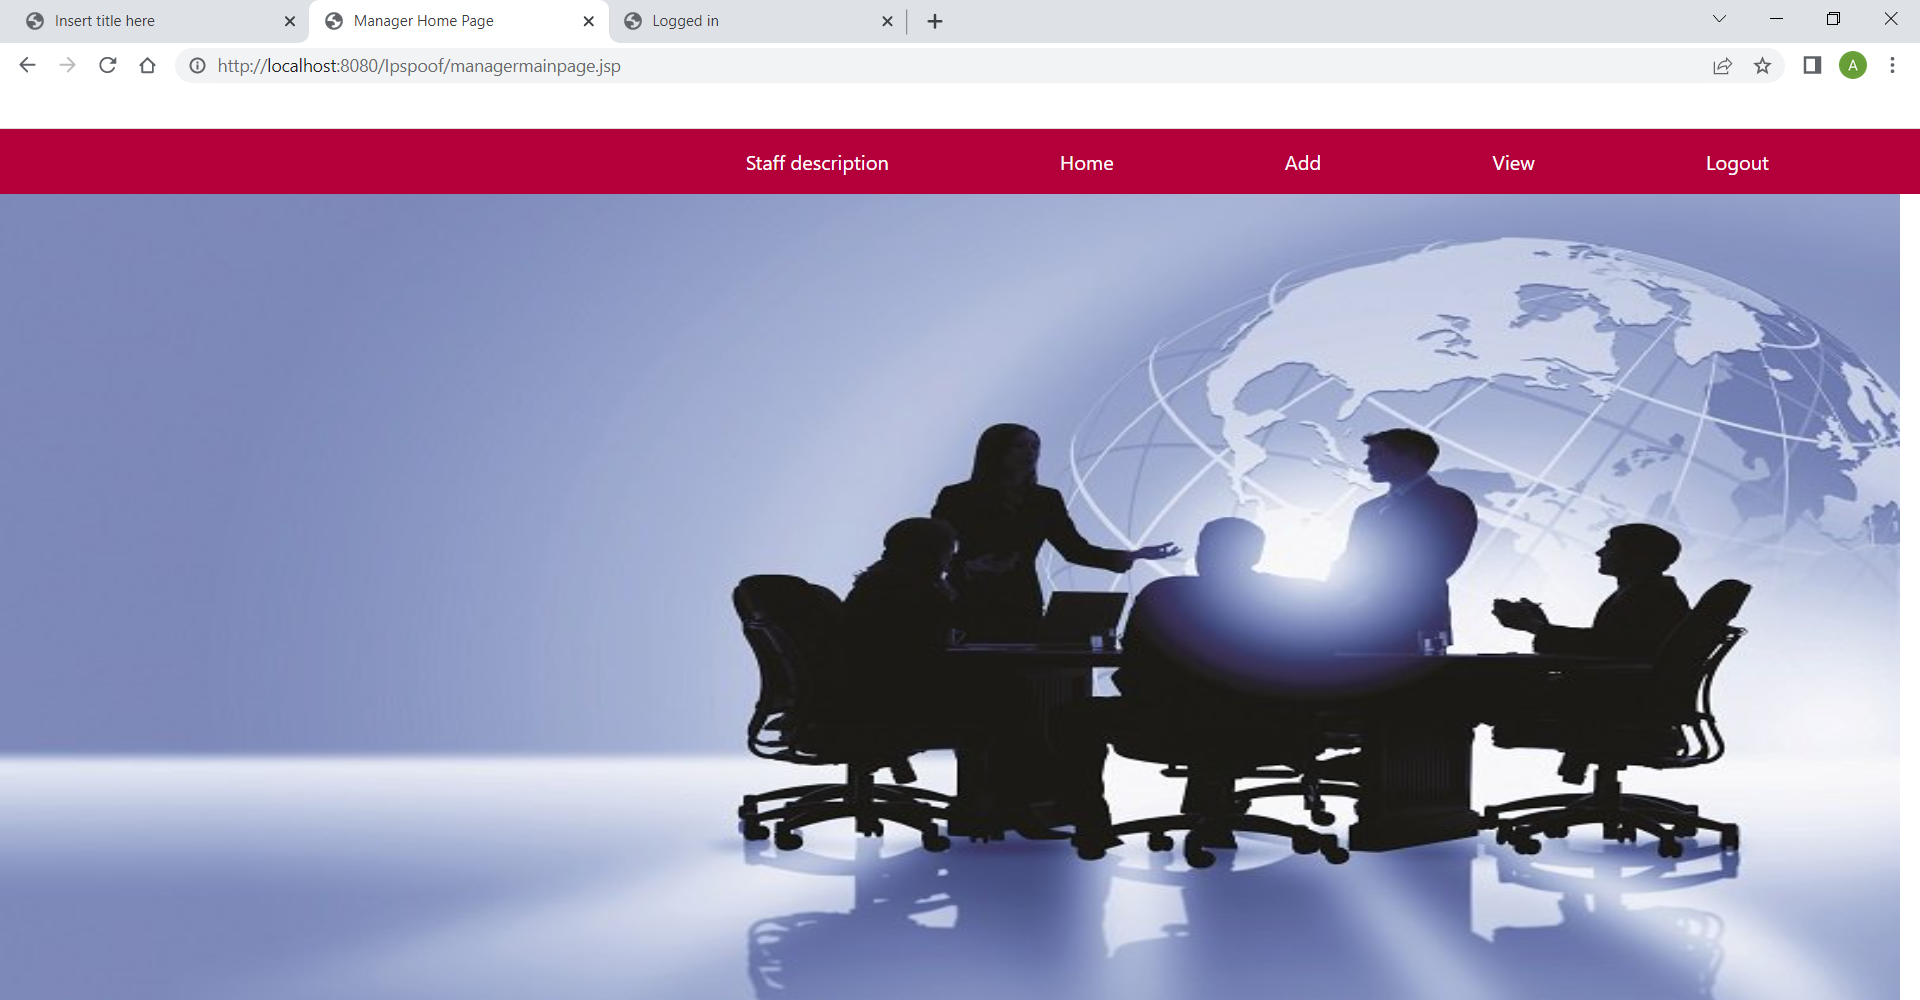 Insert title here
Manager Home Page
Logged in
http://localhost:8080/Ipspoof/managermainpage.jsp
A
Staff description
Home
Add
View
Logout